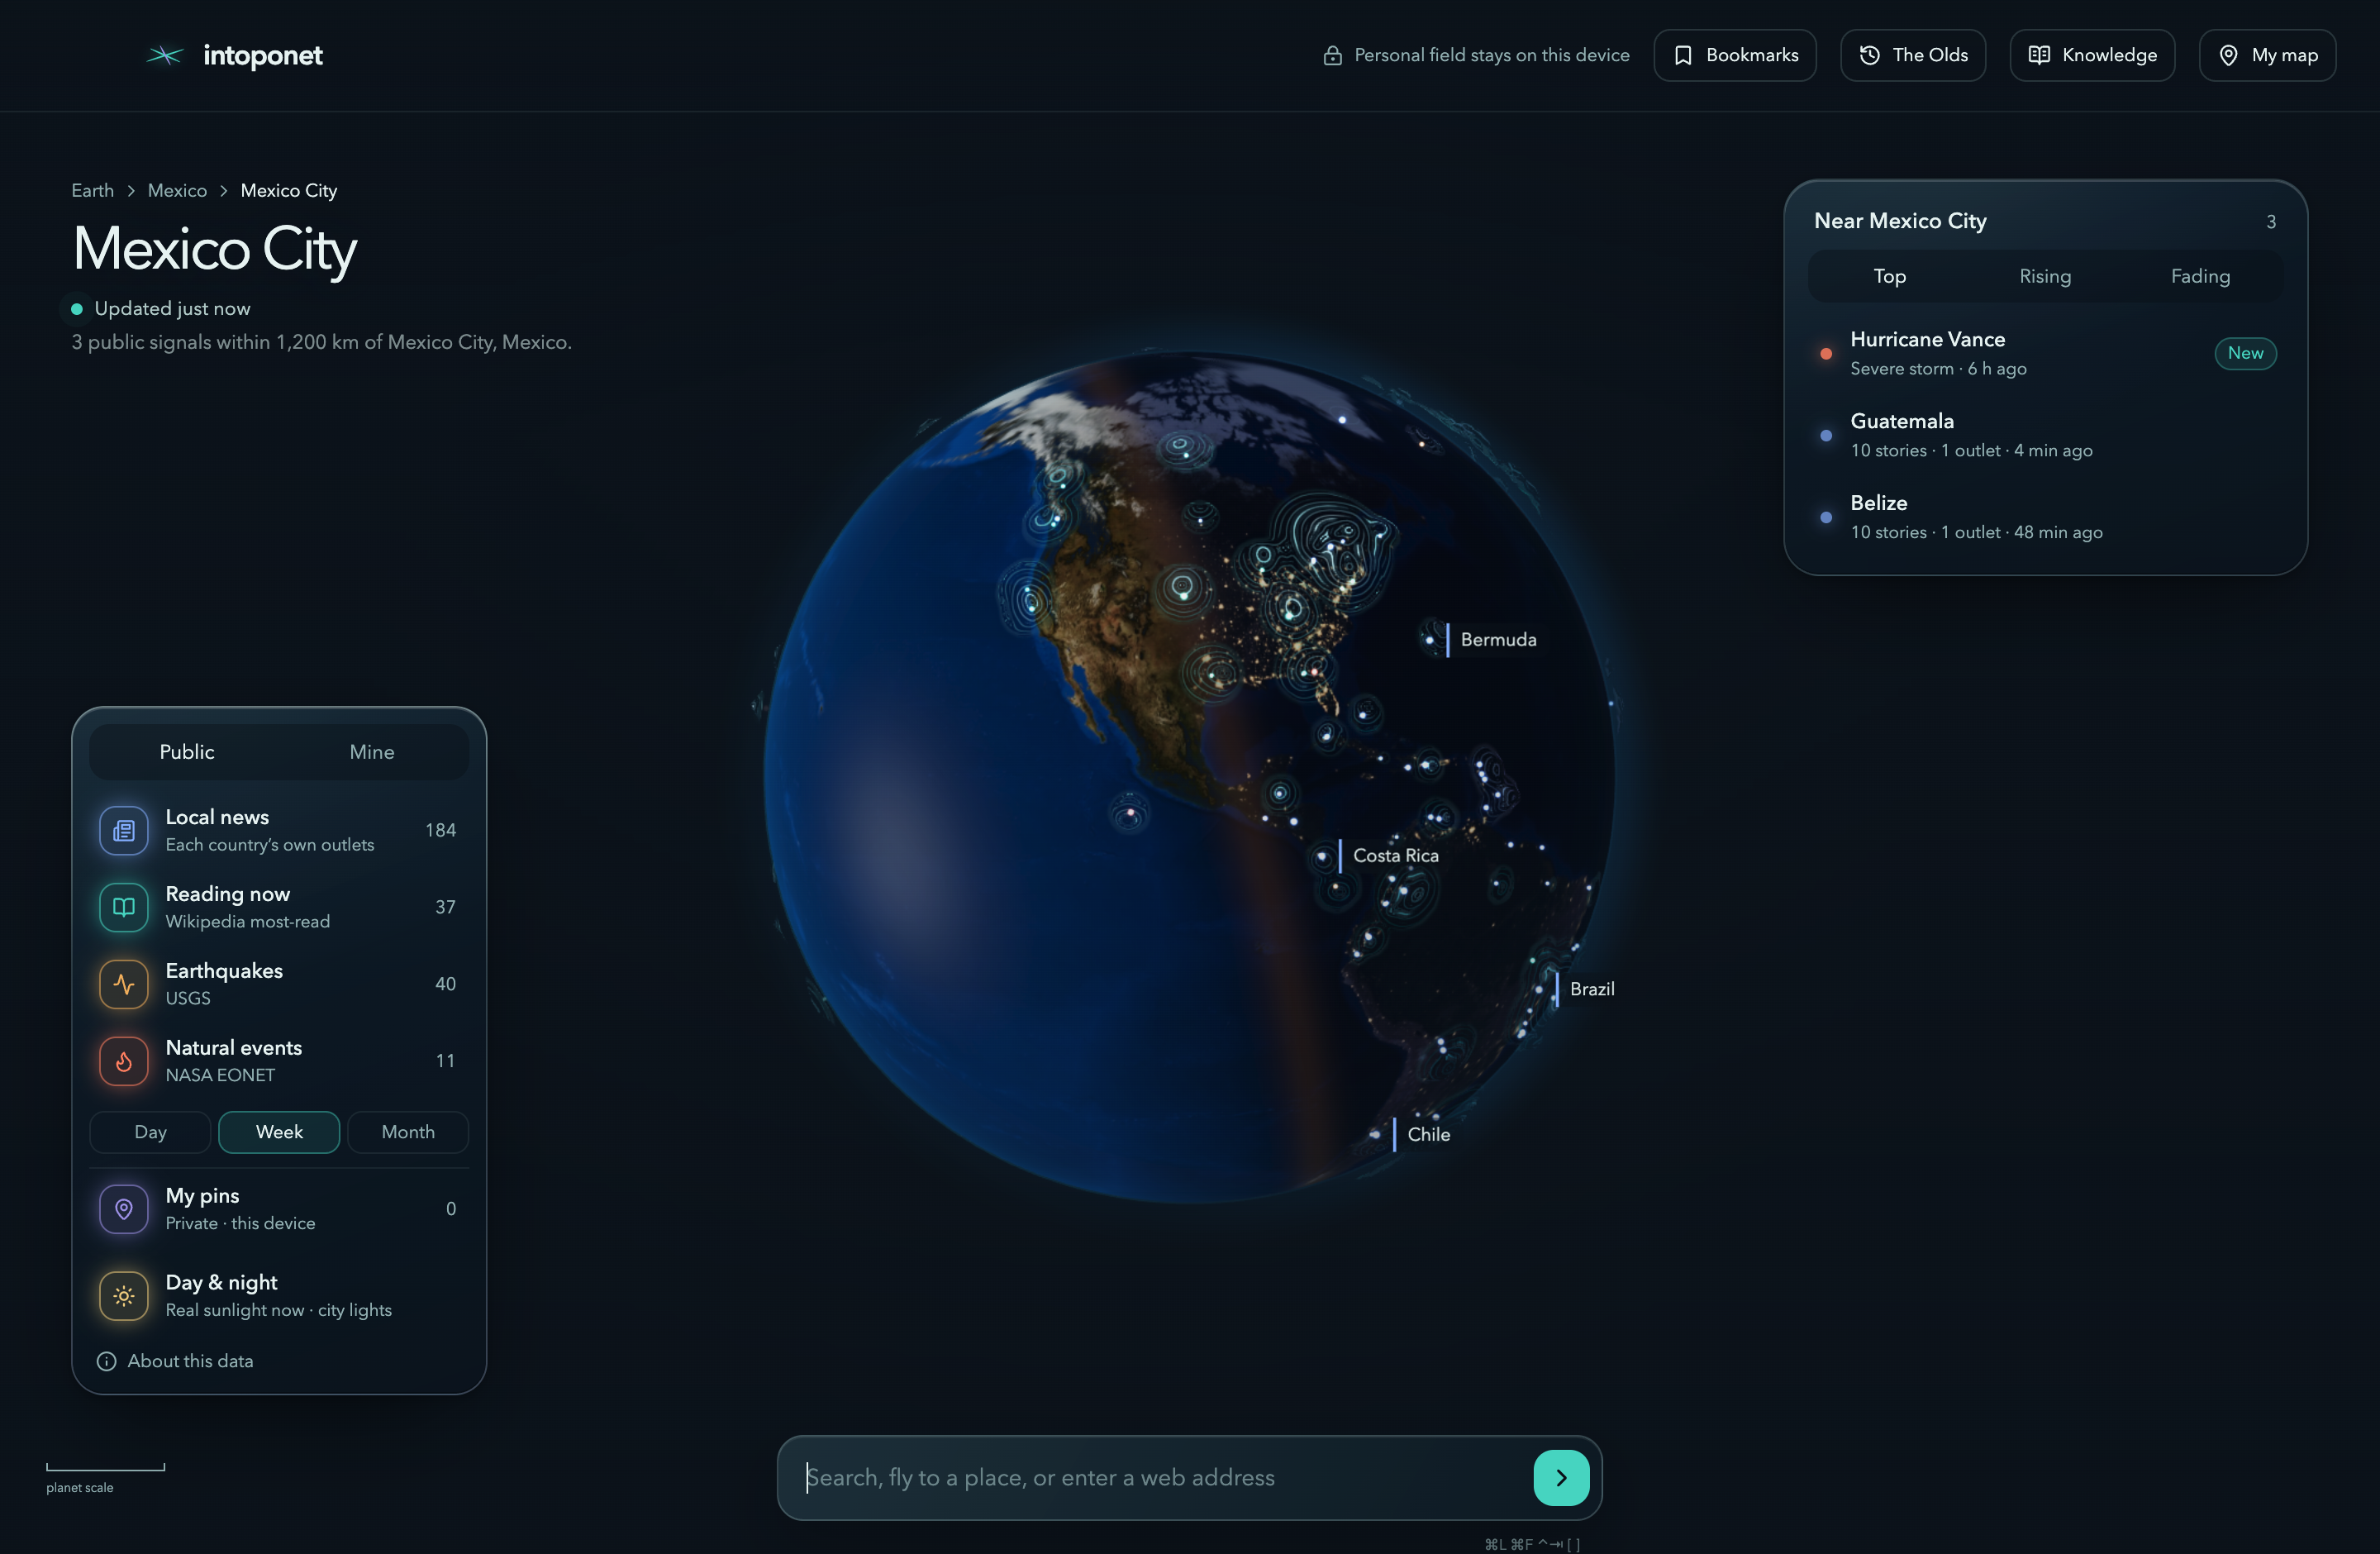 intoponet
Personal field stays on this device
Bookmarks
The Olds
Knowledge
My map
Earth > Mexico > Mexico City
Mexico City
Updated just now
3 public signals within 1,200 km of Mexico City, Mexico.
Near Mexico City
3
Top
Rising
Fading
Hurricane Vance
Severe storm · 6 h ago
New
Guatemala
10 stories · 1 outlet · 4 min ago
Belize
10 stories · 1 outlet · 48 min ago
Bermuda
Costa Rica
Brazil
Chile
Public
Mine
Local news
Each country’s own outlets
184
Reading now
Wikipedia most-read
37
Earthquakes
USGS
40
Natural events
NASA EONET
11
Day
Week
Month
My pins
Private · this device
0
Day & night
Real sunlight now · city lights
About this data
planet scale
Search, fly to a place, or enter a web address
⌘L ⌘F ^⇥ [ ]